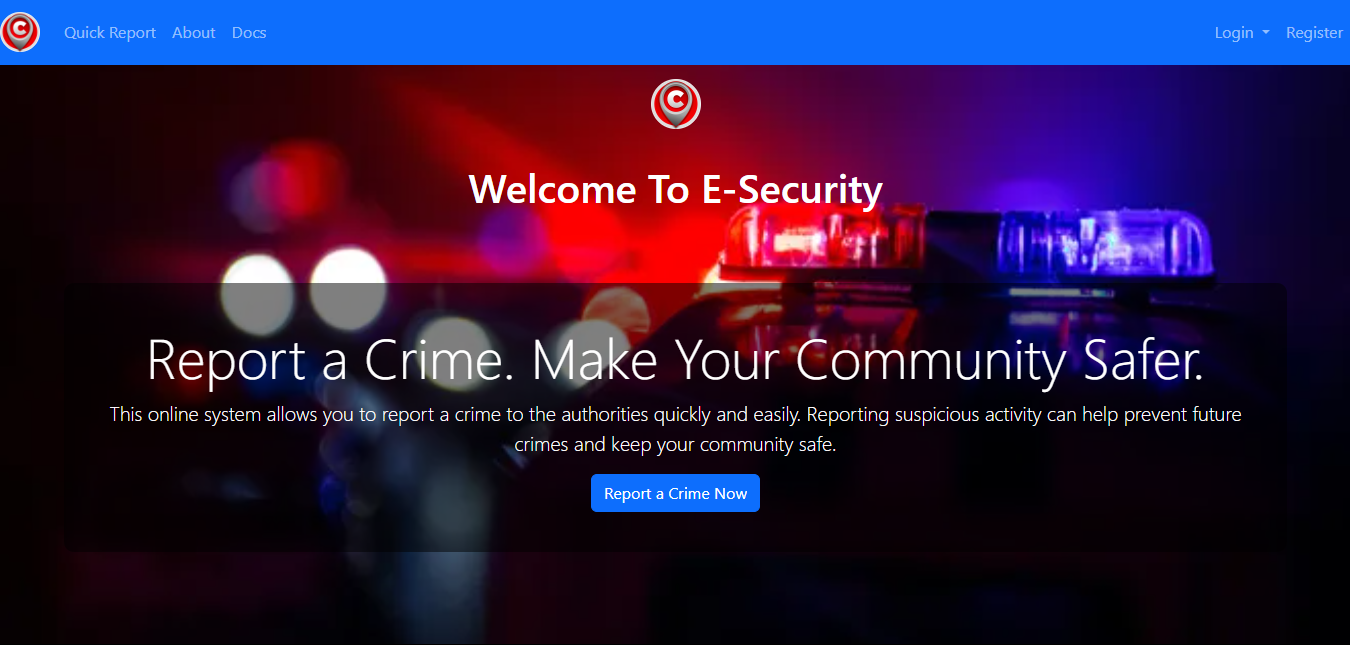 C
Quick Report
About
Docs
Login
Register
C
Welcome To E-Security
Report a Crime. Make Your Community Safer.
This online system allows you to report a crime to the authorities quickly and easily. Reporting suspicious activity can help prevent future
crimes and keep your community safe.
Report a Crime Now